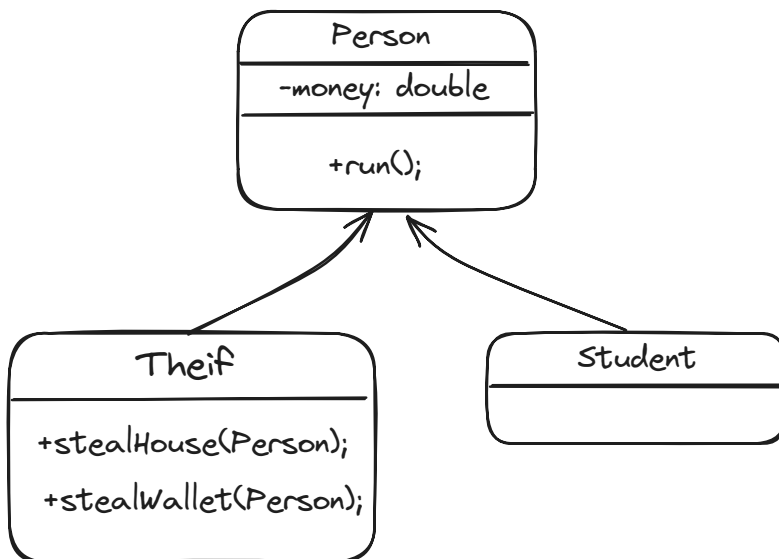 Person
-money: double
+run();
Theif
Student
+stealHouse(Person);
+stealWallet(Person);